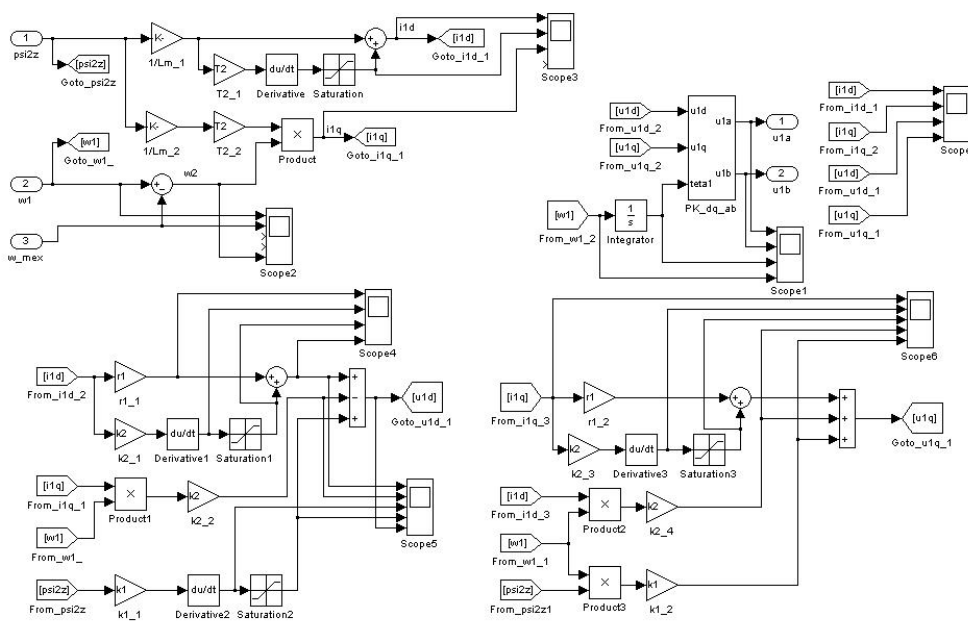 1
psi2z
[psi2z]
Goto_psi2z
K-
1/Lm_1
T2
T2_1
du/dt
Derivative
Saturation
+
+
i1d
[i1d]
Goto_i1d_1
Scope3
K-
1/Lm_2
T2
T2_2
×
Product
i1q
[i1q]
Goto_i1q_1
[w1]
Goto_w1_
2
w1
+
−
w2
3
w_mex
Scope2
[u1d]
From_u1d_2
[u1q]
From_u1q_2
u1d
u1q
teta1
u1a
u1b
PK_dq_ab
1
u1a
2
u1b
[w1]
From_w1_2
1
s
Integrator
Scope1
[i1d]
From_i1d_1
[i1q]
From_i1q_2
[u1d]
From_u1d_1
[u1q]
From_u1q_1
Scope
Scope4
[i1d]
From_i1d_2
r1
r1_1
k2
k2_1
du/dt
Derivative1
Saturation1
+
+
+
−
+
[u1d]
Goto_u1d_1
[i1q]
From_i1q_1
[w1]
From_w1_
×
Product1
k2
k2_2
Scope5
[psi2z]
From_psi2z
k1
k1_1
du/dt
Derivative2
Saturation2
Scope6
[i1q]
From_i1q_3
r1
r1_2
k2
k2_3
du/dt
Derivative3
Saturation3
+
+
+
+
+
[u1q]
Goto_u1q_1
[i1d]
From_i1d_3
×
Product2
k2
k2_4
[w1]
From_w1_1
[psi2z]
From_psi2z1
×
Product3
k1
k1_2